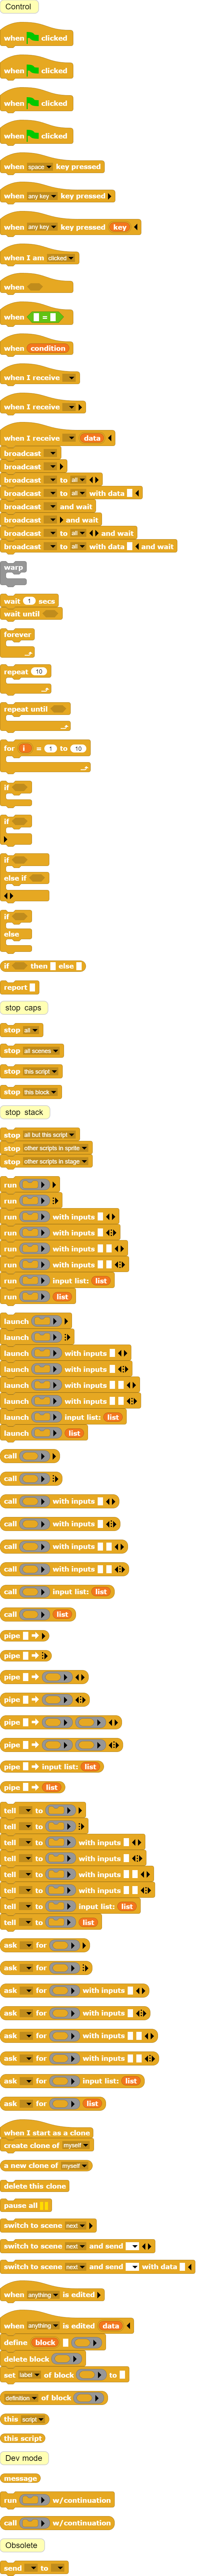 Control
when clicked
when clicked
when clicked
when clicked
when space key pressed
when any key key pressed
when any key key pressed key
when I am clicked
when
when =
when condition
when I receive
when I receive
when I receive data
broadcast
broadcast
broadcast to all
broadcast to all with data
broadcast and wait
broadcast and wait
broadcast to all and wait
broadcast to all with data and wait
warp
wait 1 secs
wait until
forever
repeat 10
repeat until
for i = 1 to 10
if
if
if
else if
if
else
if then else
report
stop caps
stop all
stop all scenes
stop this script
stop this block
stop stack
stop all but this script
stop other scripts in sprite
stop other scripts in stage
run
run
run with inputs
run with inputs
run with inputs
run with inputs
run input list: list
run list
launch
launch
launch with inputs
launch with inputs
launch with inputs
launch with inputs
launch input list: list
launch list
call
call
call with inputs
call with inputs
call with inputs
call with inputs
call input list: list
call list
pipe
pipe
pipe
pipe
pipe
pipe
pipe input list: list
pipe list
tell to
tell to
tell to with inputs
tell to with inputs
tell to with inputs
tell to with inputs
tell to input list: list
tell to list
ask for
ask for
ask for with inputs
ask for with inputs
ask for with inputs
ask for with inputs
ask for input list: list
ask for list
when I start as a clone
create clone of myself
a new clone of myself
delete this clone
pause all
switch to scene next
switch to scene next and send
switch to scene next and send with data
when anything is edited
when anything is edited data
define block
delete block
set label of block to
definition of block
this script
this script
Dev mode
message
run w/continuation
call w/continuation
Obsolete
send to